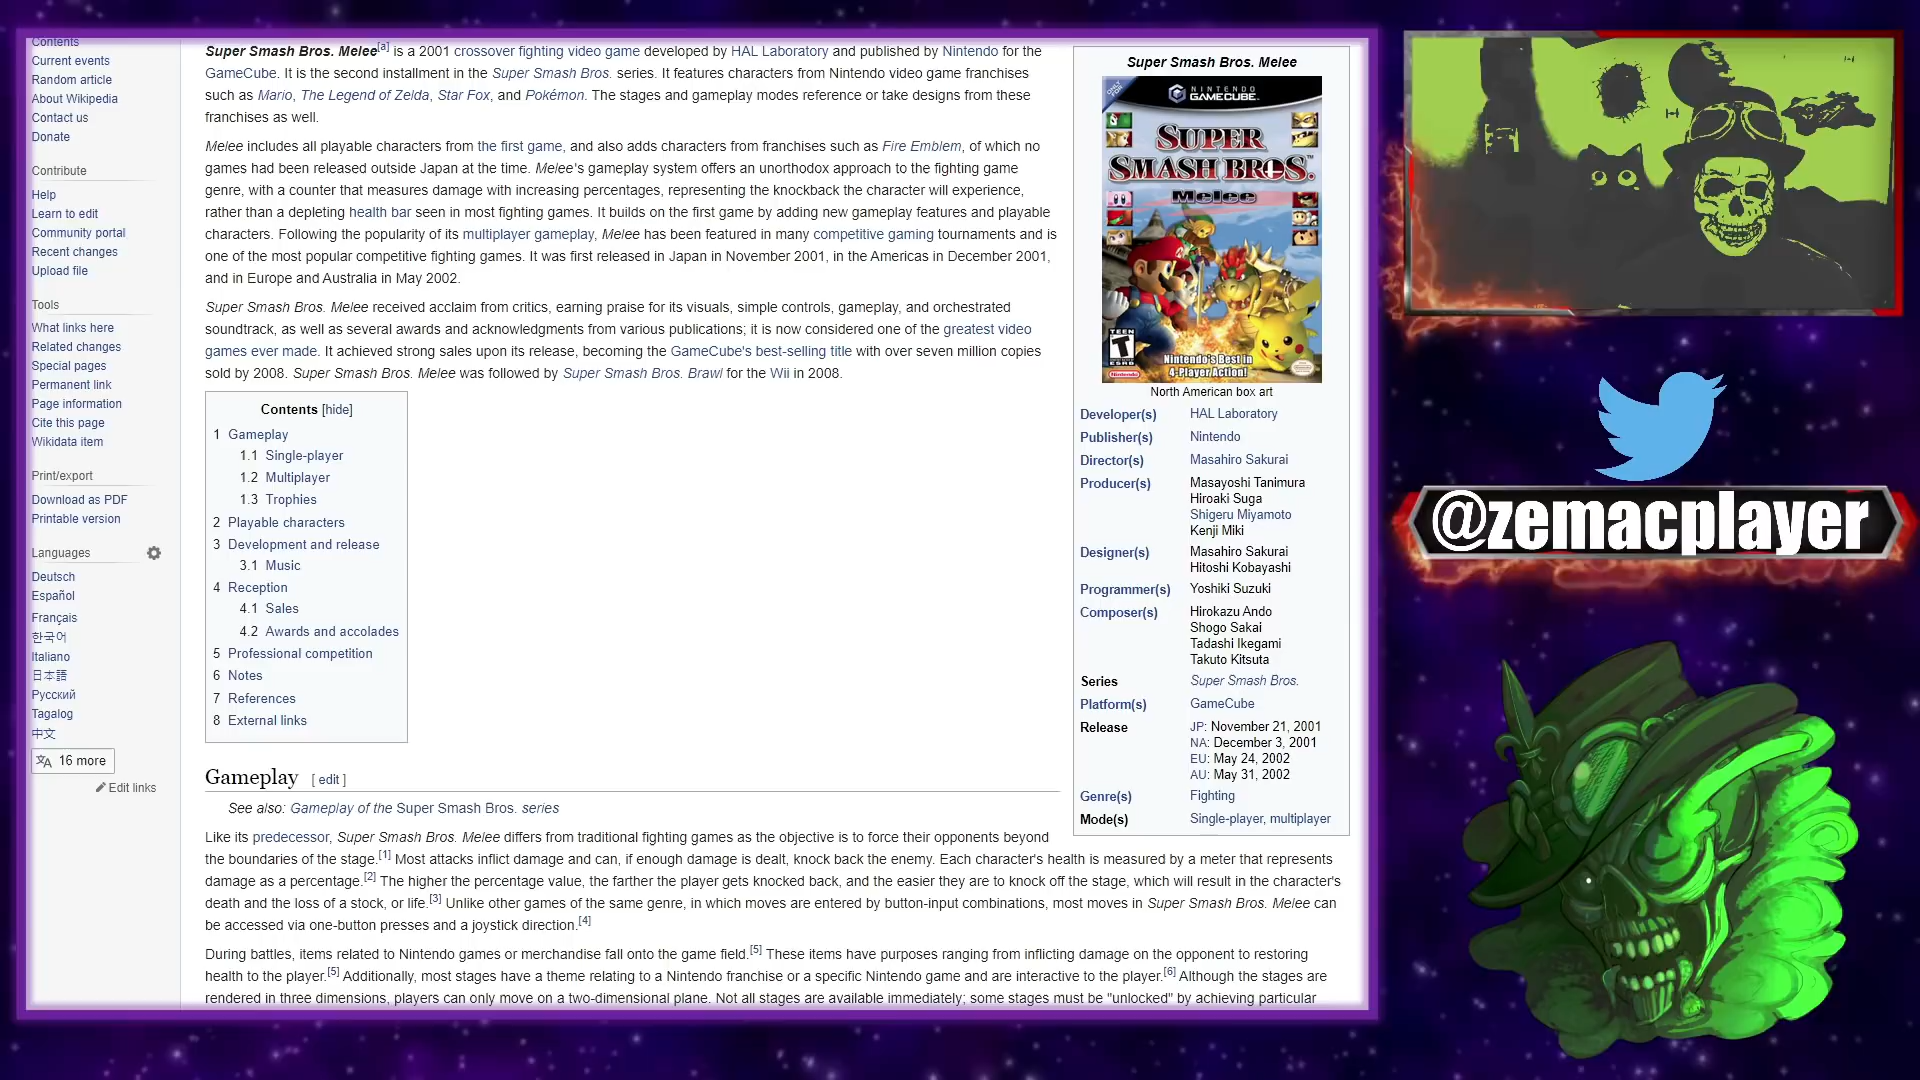 Contents
Current events
Random article
About Wikipedia
Contact us
Donate
Contribute
Help
Learn to edit
Community portal
Recent changes
Upload file
Tools
What links here
Related changes
Special pages
Permanent link
Page information
Cite this page
Wikidata item
Print/export
Download as PDF
Printable version
Languages
Deutsch
Español
Français
한국어
Italiano
日本語
Русский
Tagalog
中文
16 more
Edit links
Super Smash Bros. Melee[a] is a 2001 crossover fighting video game developed by HAL Laboratory and published by Nintendo for the
GameCube. It is the second installment in the Super Smash Bros. series. It features characters from Nintendo video game franchises
such as Mario, The Legend of Zelda, Star Fox, and Pokémon. The stages and gameplay modes reference or take designs from these
franchises as well.
Melee includes all playable characters from the first game, and also adds characters from franchises such as Fire Emblem, of which no
games had been released outside Japan at the time. Melee's gameplay system offers an unorthodox approach to the fighting game
genre, with a counter that measures damage with increasing percentages, representing the knockback the character will experience,
rather than a depleting health bar seen in most fighting games. It builds on the first game by adding new gameplay features and playable
characters. Following the popularity of its multiplayer gameplay, Melee has been featured in many competitive gaming tournaments and is
one of the most popular competitive fighting games. It was first released in Japan in November 2001, in the Americas in December 2001,
and in Europe and Australia in May 2002.
Super Smash Bros. Melee received acclaim from critics, earning praise for its visuals, simple controls, gameplay, and orchestrated
soundtrack, as well as several awards and acknowledgments from various publications; it is now considered one of the greatest video
games ever made. It achieved strong sales upon its release, becoming the GameCube's best-selling title with over seven million copies
sold by 2008. Super Smash Bros. Melee was followed by Super Smash Bros. Brawl for the Wii in 2008.
Contents [hide]
1 Gameplay
1.1 Single-player
1.2 Multiplayer
1.3 Trophies
2 Playable characters
3 Development and release
3.1 Music
4 Reception
4.1 Sales
4.2 Awards and accolades
5 Professional competition
6 Notes
7 References
8 External links
Gameplay [ edit ]
See also: Gameplay of the Super Smash Bros. series
Like its predecessor, Super Smash Bros. Melee differs from traditional fighting games as the objective is to force their opponents beyond
the boundaries of the stage.[1] Most attacks inflict damage and can, if enough damage is dealt, knock back the enemy. Each character's health is measured by a meter that represents
damage as a percentage.[2] The higher the percentage value, the farther the player gets knocked back, and the easier they are to knock off the stage, which will result in the character's
death and the loss of a stock, or life.[3] Unlike other games of the same genre, in which moves are entered by button-input combinations, most moves in Super Smash Bros. Melee can
be accessed via one-button presses and a joystick direction.[4]
During battles, items related to Nintendo games or merchandise fall onto the game field.[5] These items have purposes ranging from inflicting damage on the opponent to restoring
health to the player.[5] Additionally, most stages have a theme relating to a Nintendo franchise or a specific Nintendo game and are interactive to the player.[6] Although the stages are
rendered in three dimensions, players can only move on a two-dimensional plane. Not all stages are available immediately; some stages must be "unlocked" by achieving particular
Super Smash Bros. Melee
ONLY FOR
NINTENDO
GAMECUBE
SUPER
SMASH BROS.™
Melee
TEEN
T
ESRB
Nintendo's Best in
4-Player Action!
Nintendo
North American box art
Developer(s) HAL Laboratory
Publisher(s) Nintendo
Director(s) Masahiro Sakurai
Producer(s) Masayoshi Tanimura
Hiroaki Suga
Shigeru Miyamoto
Kenji Miki
Designer(s) Masahiro Sakurai
Hitoshi Kobayashi
Programmer(s) Yoshiki Suzuki
Composer(s) Hirokazu Ando
Shogo Sakai
Tadashi Ikegami
Takuto Kitsuta
Series Super Smash Bros.
Platform(s) GameCube
Release JP: November 21, 2001
NA: December 3, 2001
EU: May 24, 2002
AU: May 31, 2002
Genre(s) Fighting
Mode(s) Single-player, multiplayer
@zemacplayer